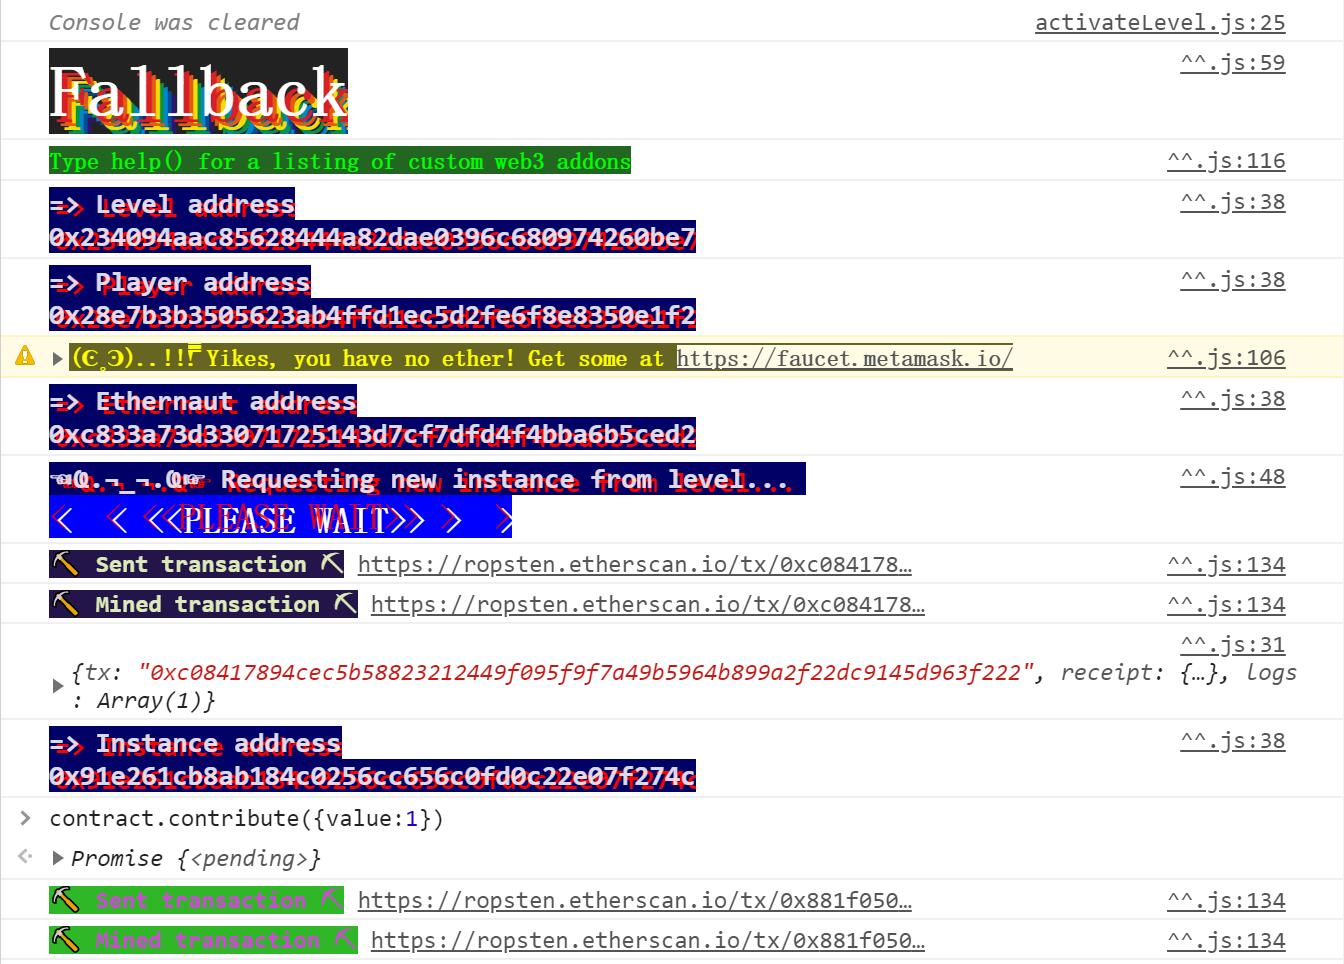 Console was cleared activateLevel.js:25
Fallback ^^.js:59
Type help() for a listing of custom web3 addons ^^.js:116
=> Level address ^^.js:38
0x234094aac85628444a82dae0396c680974260be7
=> Player address ^^.js:38
0x28e7b3b3505623ab4ffd1ec5d2fe6f8e8350e1f2
Yikes, you have no ether! Get some at https://faucet.metamask.io/ ^^.js:106
=> Ethernaut address ^^.js:38
0xc833a73d33071725143d7cf7dfd4f4bba6b5ced2
☜Ҩ.¬_¬.Ҩ☞ Requesting new instance from level... ^^.js:48
< < <<PLEASE WAIT>> > >
Sent transaction ⛏ https://ropsten.etherscan.io/tx/0xc084178… ^^.js:134
Mined transaction ⛏ https://ropsten.etherscan.io/tx/0xc084178… ^^.js:134
^^.js:31
{tx: "0xc08417894cec5b58823212449f095f9f7a49b5964b899a2f22dc9145d963f222", receipt: {…}, logs
: Array(1)}
=> Instance address ^^.js:38
0x91e261cb8ab184c0256cc656c0fd0c22e07f274c
contract.contribute({value:1})
Promise {<pending>}
Sent transaction ⛏ https://ropsten.etherscan.io/tx/0x881f050… ^^.js:134
Mined transaction ⛏ https://ropsten.etherscan.io/tx/0x881f050… ^^.js:134